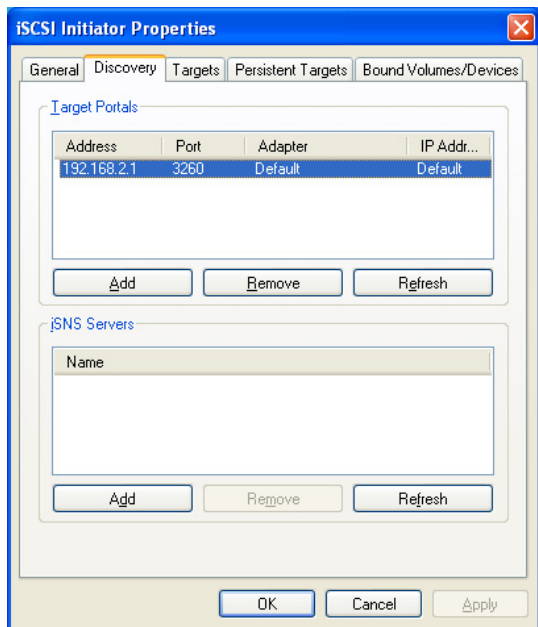 iSCSI Initiator Properties
General Discovery Targets Persistent Targets Bound Volumes/Devices
Target Portals
Address Port Adapter IP Addr...
192.168.2.1 3260 Default Default
Add Remove Refresh
iSNS Servers
Name
Add Remove Refresh
OK Cancel Apply